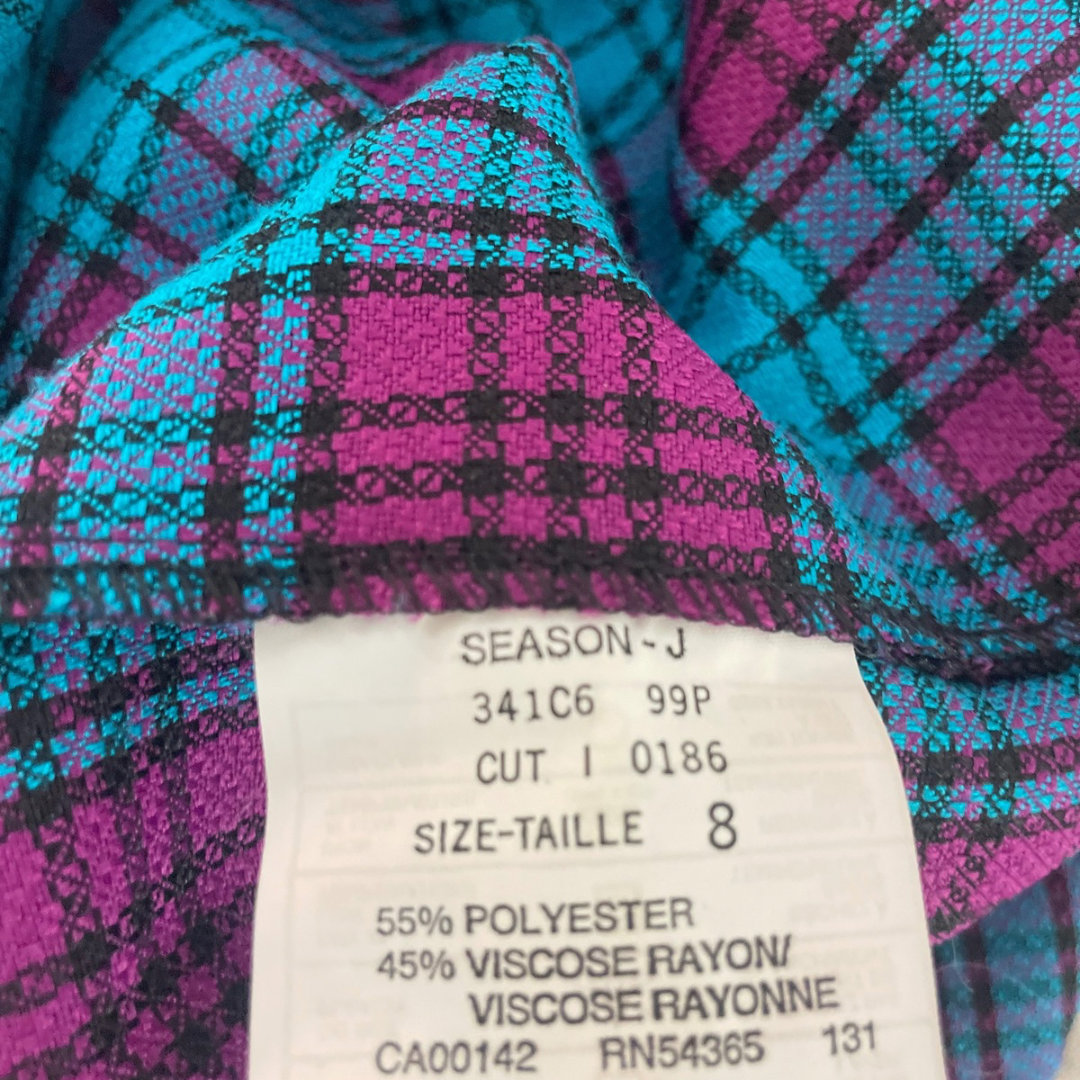 SEASON - J
341C6 99P
CUT I 0186
SIZE-TAILLE 8
55% POLYESTER
45% VISCOSE RAYON/
VISCOSE RAYONNE
CA00142 RN54365 131